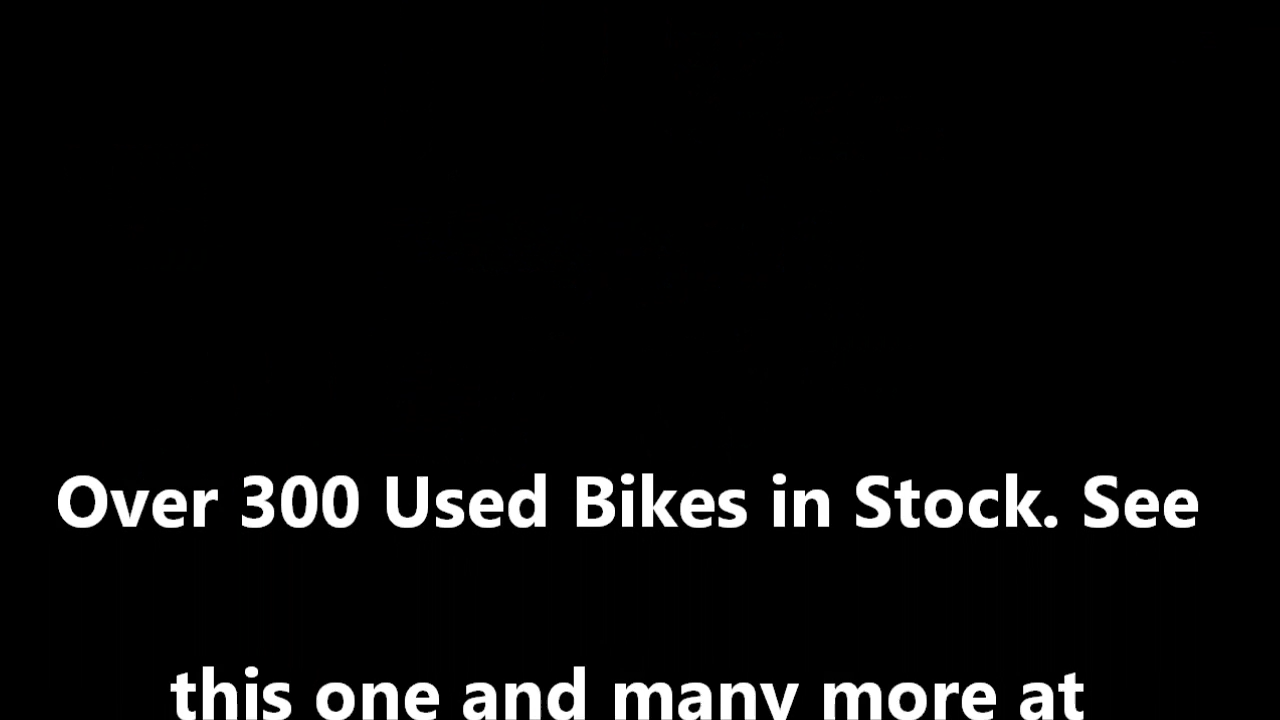 Over 300 Used Bikes in Stock. See
this one and many more at